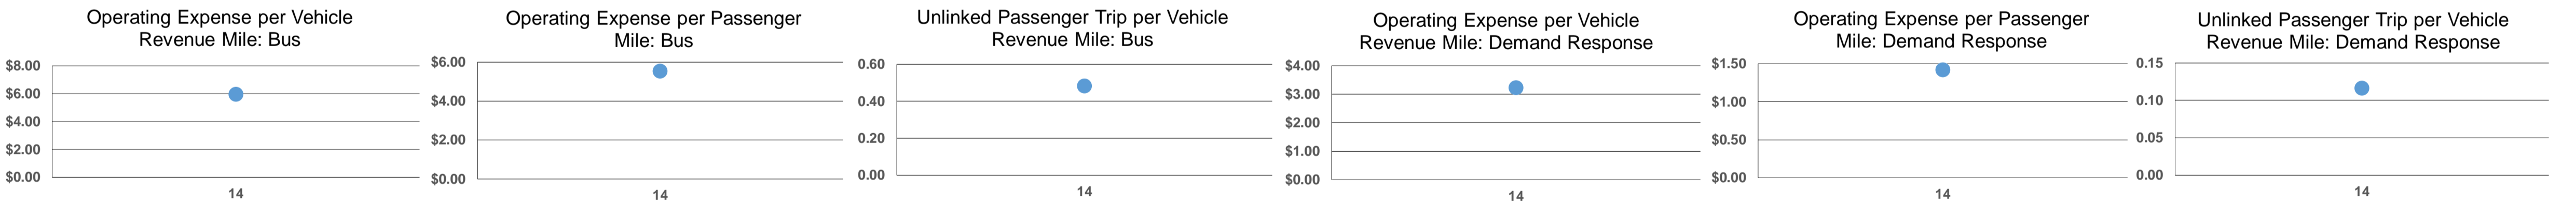 Operating Expense per Vehicle
Revenue Mile: Bus
$8.00
$6.00
$4.00
$2.00
$0.00
14
Operating Expense per Passenger
Mile: Bus
$6.00
$4.00
$2.00
$0.00
14
Unlinked Passenger Trip per Vehicle
Revenue Mile: Bus
0.60
0.40
0.20
0.00
14
Operating Expense per Vehicle
Revenue Mile: Demand Response
$4.00
$3.00
$2.00
$1.00
$0.00
14
Operating Expense per Passenger
Mile: Demand Response
$1.50
$1.00
$0.50
$0.00
14
Unlinked Passenger Trip per Vehicle
Revenue Mile: Demand Response
0.15
0.10
0.05
0.00
14